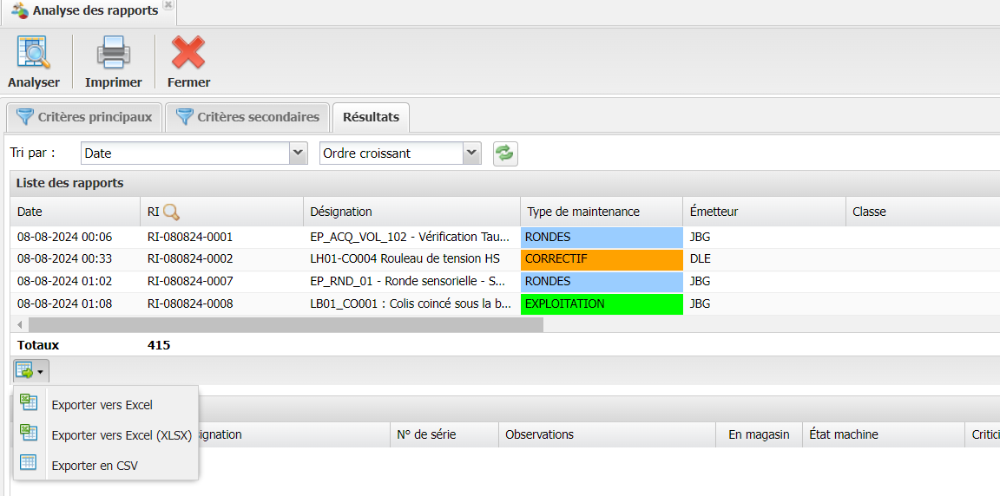 Analyse des rapports
Analyser Imprimer Fermer
Critères principaux Critères secondaires Résultats
Tri par : Date Ordre croissant
Liste des rapports
Date RI Désignation Type de maintenance Émetteur Classe
08-08-2024 00:06 RI-080824-0001 EP_ACQ_VOL_102 - Vérification Tau... RONDES JBG
08-08-2024 00:33 RI-080824-0002 LH01-CO004 Rouleau de tension HS CORRECTIF DLE
08-08-2024 01:02 RI-080824-0007 EP_RND_01 - Ronde sensorielle - S... RONDES JBG
08-08-2024 01:08 RI-080824-0008 LB01_CO001 : Colis coincé sous la b... EXPLOITATION JBG
Totaux 415
Exporter vers Excel
Exporter vers Excel (XLSX)
Exporter en CSV
ignation N° de série Observations En magasin État machine Critici